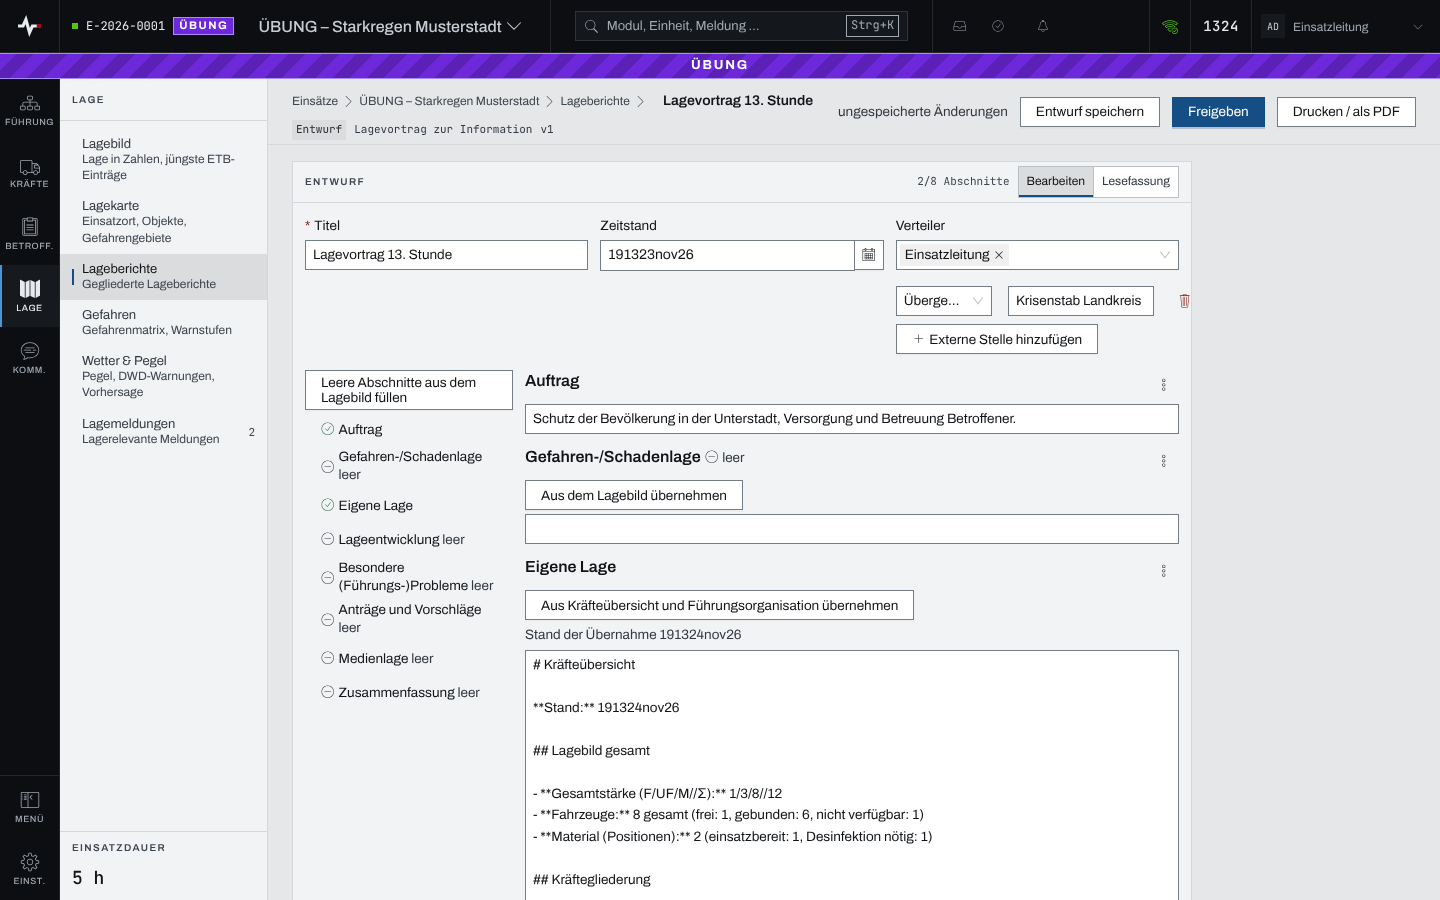 E-2026-0001 ÜBUNG
ÜBUNG – Starkregen Musterstadt
Modul, Einheit, Meldung ...
Strg+K
1324
AD
Einsatzleitung
ÜBUNG
FÜHRUNG
KRÄFTE
BETROFF.
LAGE
KOMM.
MENÜ
EINST.
LAGE
Lagebild
Lage in Zahlen, jüngste ETB-
Einträge
Lagekarte
Einsatzort, Objekte,
Gefahrengebiete
Lageberichte
Gegliederte Lageberichte
Gefahren
Gefahrenmatrix, Warnstufen
Wetter & Pegel
Pegel, DWD-Warnungen,
Vorhersage
Lagemeldungen
Lagerelevante Meldungen
2
EINSATZDAUER
5 h
Einsätze
ÜBUNG – Starkregen Musterstadt
Lageberichte
Lagevortrag 13. Stunde
Entwurf
Lagevortrag zur Information v1
ungespeicherte Änderungen
Entwurf speichern
Freigeben
Drucken / als PDF
ENTWURF
2/8 Abschnitte
Bearbeiten
Lesefassung
* Titel
Zeitstand
Verteiler
Lagevortrag 13. Stunde
191323nov26
Einsatzleitung
Überge...
Krisenstab Landkreis
Externe Stelle hinzufügen
Leere Abschnitte aus dem
Lagebild füllen
Auftrag
Gefahren-/Schadenlage
leer
Eigene Lage
Lageentwicklung leer
Besondere
(Führungs-)Probleme leer
Anträge und Vorschläge
leer
Medienlage leer
Zusammenfassung leer
Auftrag
Schutz der Bevölkerung in der Unterstadt, Versorgung und Betreuung Betroffener.
Gefahren-/Schadenlage leer
Aus dem Lagebild übernehmen
Eigene Lage
Aus Kräfteübersicht und Führungsorganisation übernehmen
Stand der Übernahme 191324nov26
# Kräfteübersicht
**Stand:** 191324nov26
## Lagebild gesamt
- **Gesamtstärke (F/UF/M//Σ):** 1/3/8//12
- **Fahrzeuge:** 8 gesamt (frei: 1, gebunden: 6, nicht verfügbar: 1)
- **Material (Positionen):** 2 (einsatzbereit: 1, Desinfektion nötig: 1)
## Kräftegliederung